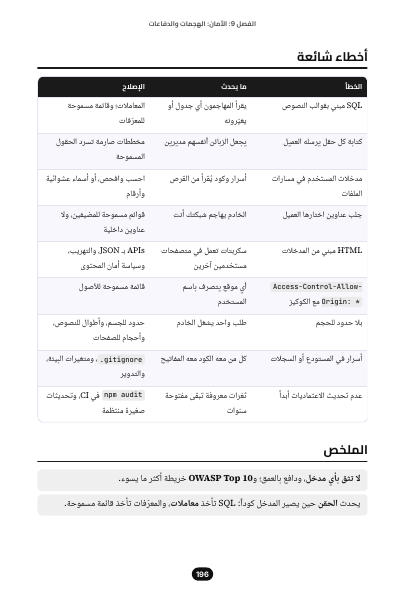 الفصل 9: الأمان: الهجمات والدفاعات
أخطاء شائعة
الخطأ ما يحدث الإصلاح
SQL مبني بقوالب النصوص يقرأ المهاجمون أي جدول أو المعاملات؛ وقائمة مسموحة
يغيّرونه للمعرّفات
كتابة كل حقل يرسله العميل يجعل الزبائن أنفسهم مديرين مخططات صارمة تسرد الحقول
المسموحة
مدخلات المستخدم في مسارات أسرار وكود يُقرأ من القرص احسب وافحص، أو أسماء عشوائية
الملفات وأرقام
جلب عناوين اختارها العميل الخادم يهاجم شبكتك أنت قوائم مسموحة للمضيفين، ولا
عناوين داخلية
HTML مبني من المدخلات سكربتات تعمل في متصفحات APIs بـ JSON، والتهريب،
مستخدمين آخرين وسياسة أمان المحتوى
Access-Control-Allow- أي موقع يتصرف باسم قائمة مسموحة للأصول
Origin: * مع الكوكيز المستخدم
بلا حدود للحجم طلب واحد يشغل الخادم حدود للجسم، وأطوال للنصوص،
وأحجام للصفحات
أسرار في المستودع أو السجلات كل من معه الكود معه المفاتيح .gitignore، ومتغيرات البيئة،
والتدوير
عدم تحديث الاعتماديات أبداً ثغرات معروفة تبقى مفتوحة npm audit في CI، وتحديثات
سنوات صغيرة منتظمة
الملخص
لا تثق بأي مدخل، ودافع بالعمق؛ وOWASP Top 10 خريطة أكثر ما يسوء.
يحدث الحقن حين يصير المدخل كوداً: SQL تأخذ معاملات، والمعرّفات تأخذ قائمة مسموحة.
196